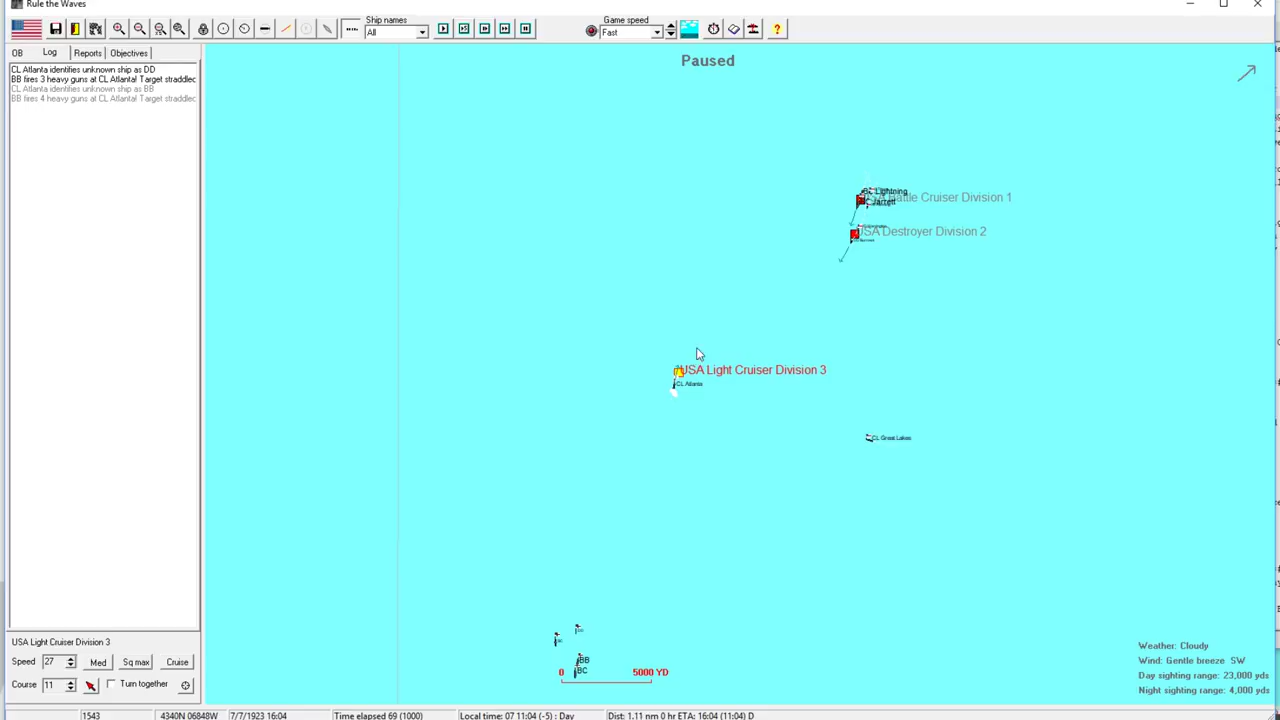 Rule the Waves
Ship names
All
Game speed
Fast
OB
Log
Reports
Objectives
Paused
CL Atlanta identifies unknown ship as DD
BB fires 3 heavy guns at CL Atlanta! Target straddled
CL Atlanta identifies unknown ship as BB
BB fires 4 heavy guns at CL Atlanta! Target straddled
BC Lightning
USA Battle Cruiser Division 1
Jarrett
USA Destroyer Division 2
USA Light Cruiser Division 3
CL Atlanta
CL Great Lakes
BB
BC
0 5000 YD
USA Light Cruiser Division 3
Speed 27 Med Sq max Cruise
Course 11 Turn together
Weather: Cloudy
Wind: Gentle breeze SW
Day sighting range: 23,000 yds
Night sighting range: 4,000 yds
1543 4340N 06848W 7/7/1923 16:04 Time elapsed 69 (1000) Local time: 07 11:04 (-5) : Day Dist: 1.11 nm 0 hr ETA: 16:04 (11:04) D